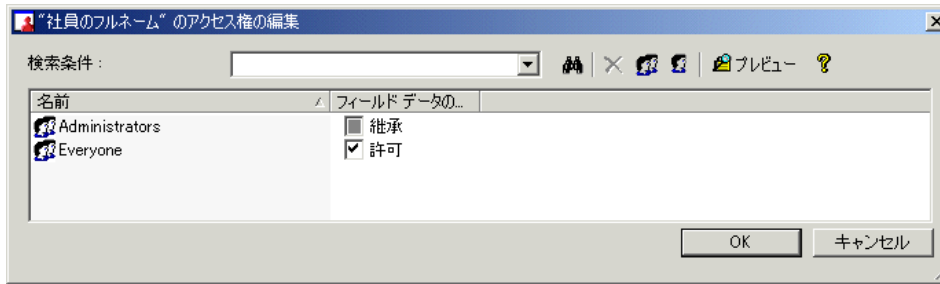 "社員のフルネーム" のアクセス権の編集
検索条件：
プレビュー
名前 フィールド データの...
Administrators 継承
Everyone 許可
OK キャンセル